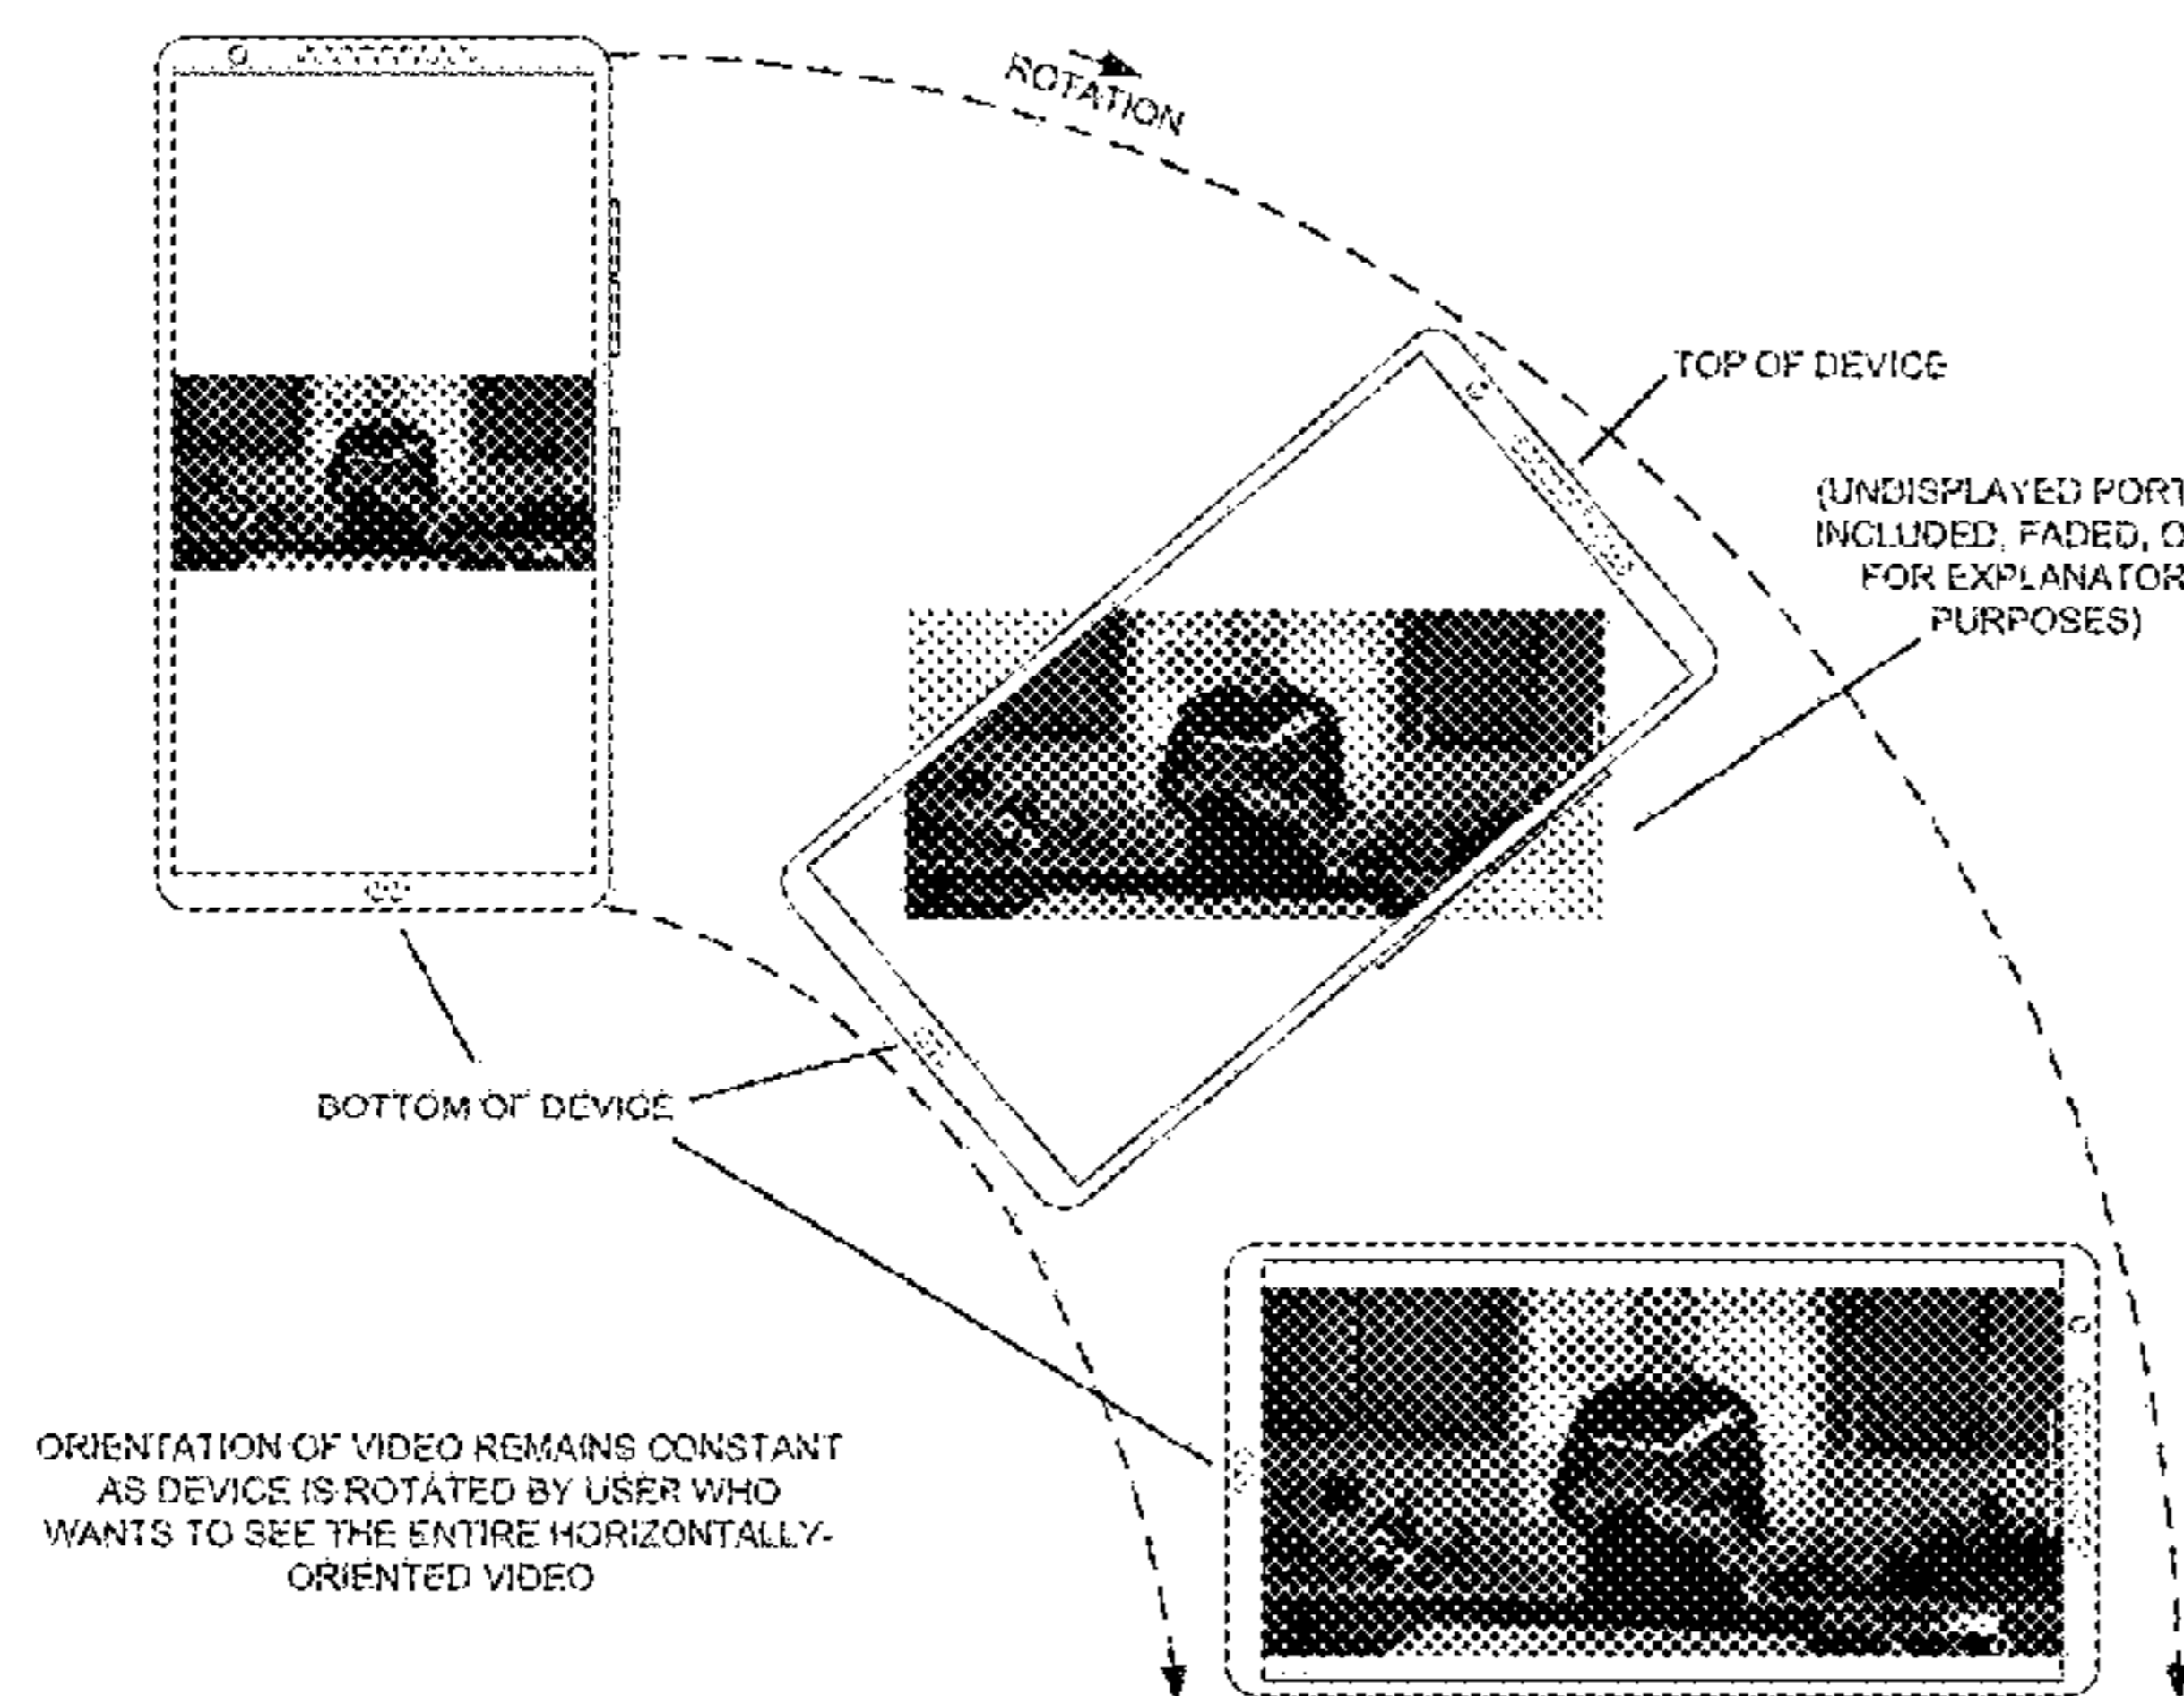 ROTATION
TOP OF DEVICE
(UNDISPLAYED PORT
INCLUDED, FADED, O
FOR EXPLANATOR
PURPOSES)
BOTTOM OF DEVICE
ORIENTATION OF VIDEO REMAINS CONSTANT
AS DEVICE IS ROTATED BY USER WHO
WANTS TO SEE THE ENTIRE HORIZONTALLY-
ORIENTED VIDEO